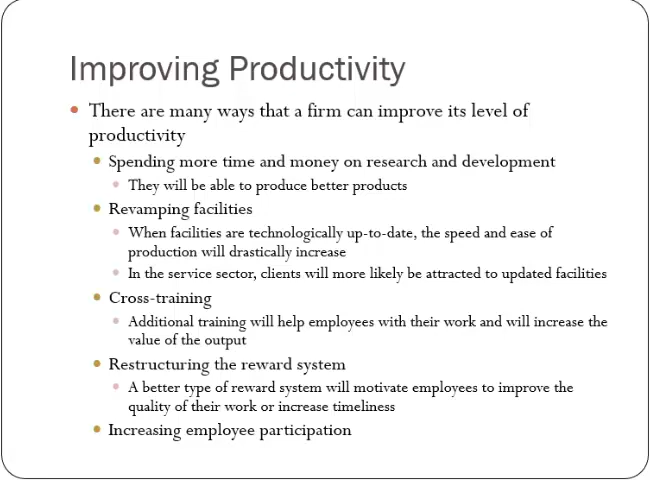 Improving Productivity
There are many ways that a firm can improve its level of
productivity
Spending more time and money on research and development
They will be able to produce better products
Revamping facilities
When facilities are technologically up-to-date, the speed and ease of
production will drastically increase
In the service sector, clients will more likely be attracted to updated facilities
Cross-training
Additional training will help employees with their work and will increase the
value of the output
Restructuring the reward system
A better type of reward system will motivate employees to improve the
quality of their work or increase timeliness
Increasing employee participation